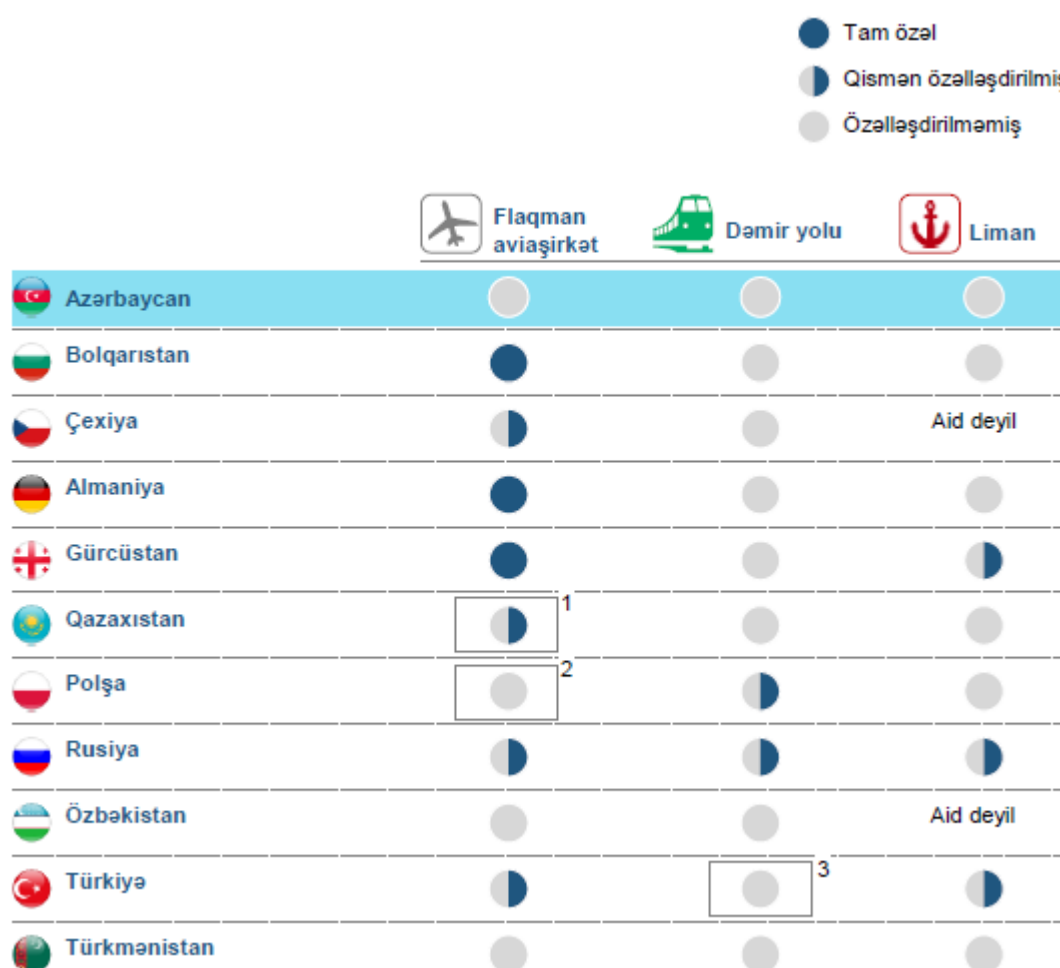 Tam özəl
Qismən özəlləşdirilmiş
Özəlləşdirilməmiş
Flaqman
aviaşirkət
Dəmir yolu
Liman
Azərbaycan
Bolqarıstan
Çexiya
Aid deyil
Almaniya
Gürcüstan
Qazaxıstan
1
Polşa
2
Rusiya
Özbəkistan
Aid deyil
Türkiyə
3
Türkmənistan